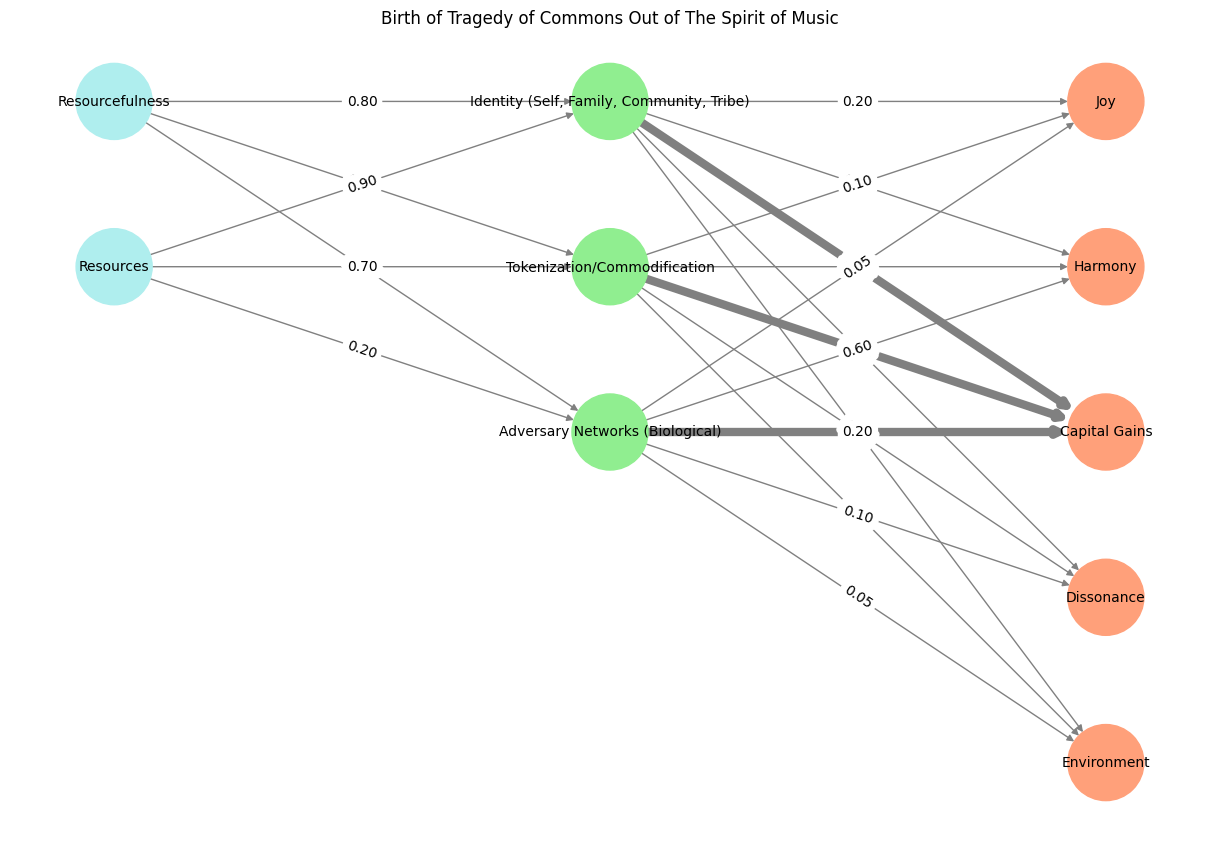 Birth of Tragedy of Commons Out of The Spirit of Music
Resourcefulness
0.80
Identity (Self, Family, Community, Tribe)
0.20
Joy
0.90
0.10
Resources
0.70
Tokenization/Commodification
0.05
Harmony
0.20
0.60
Adversary Networks (Biological)
0.20
Capital Gains
0.10
0.05
Dissonance
Environment